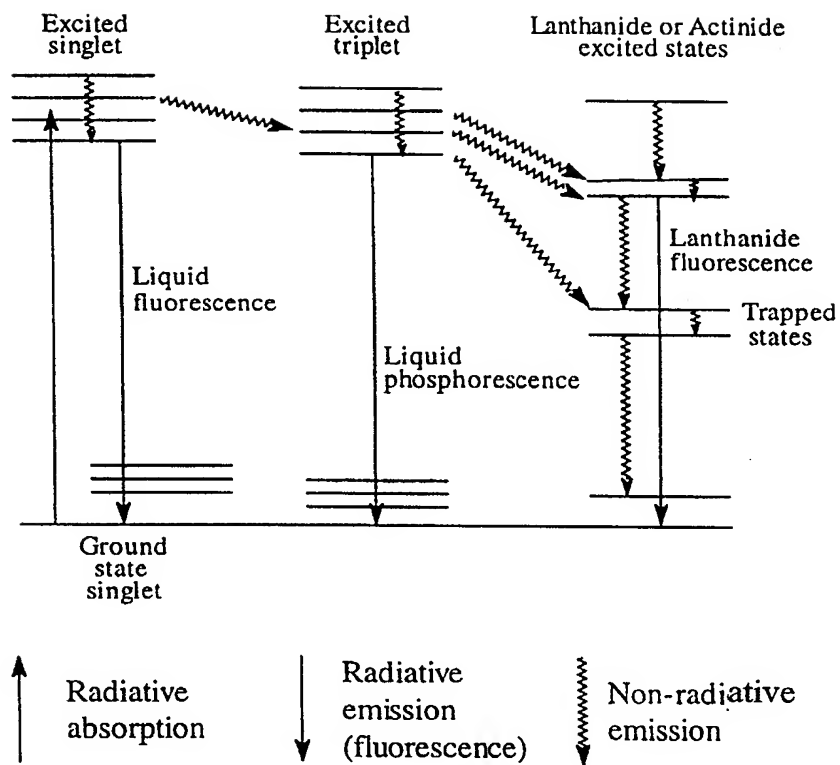 Excited
singlet
Excited
triplet
Lanthanide or Actinide
excited states
Liquid
fluorescence
Liquid
phosphorescence
Lanthanide
fluorescence
Trapped
states
Ground
state
singlet
Radiative
absorption
Radiative
emission
(fluorescence)
Non-radiative
emission